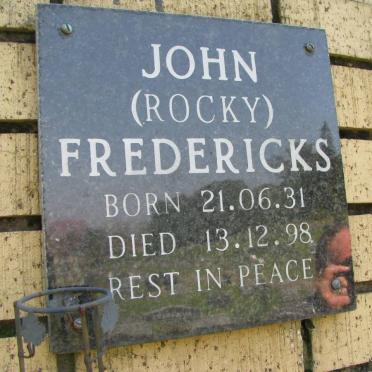 JOHN
(ROCKY)
FREDERICKS
BORN 21.06.31
DIED 13.12.98
REST IN PEACE